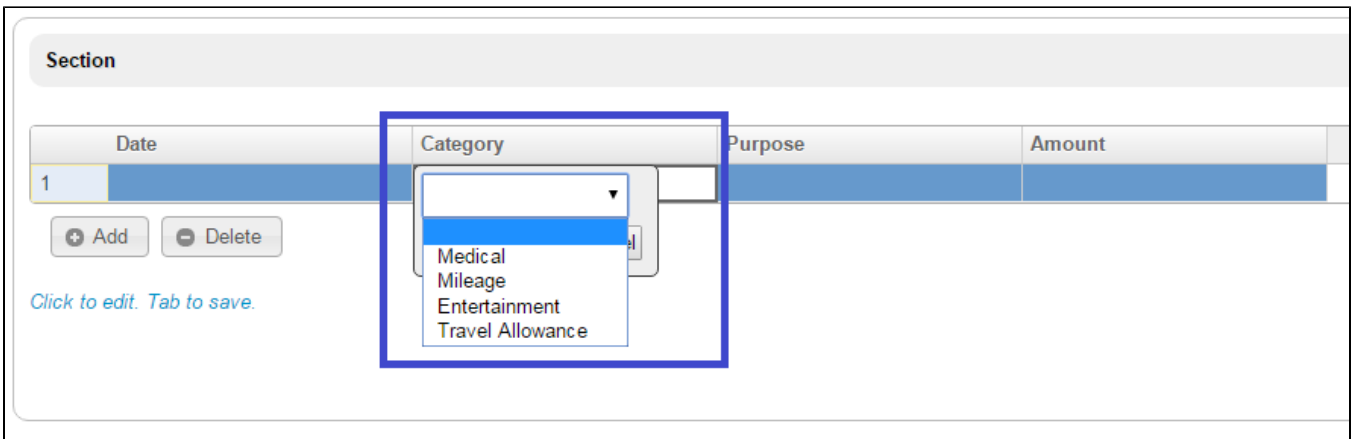 Section
Date Category Purpose Amount
1
Add Delete
Medical
Mileage
Entertainment
Travel Allowance
Click to edit. Tab to save.